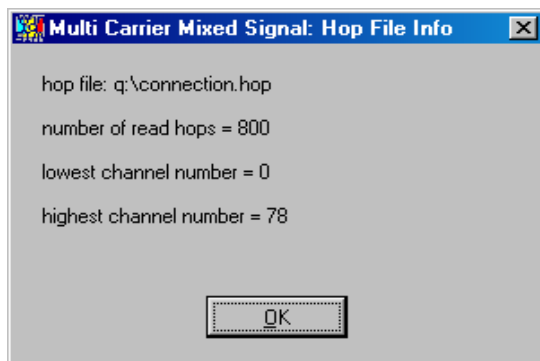 Multi Carrier Mixed Signal: Hop File Info
hop file: q:\connection.hop
number of read hops = 800
lowest channel number = 0
highest channel number = 78
OK